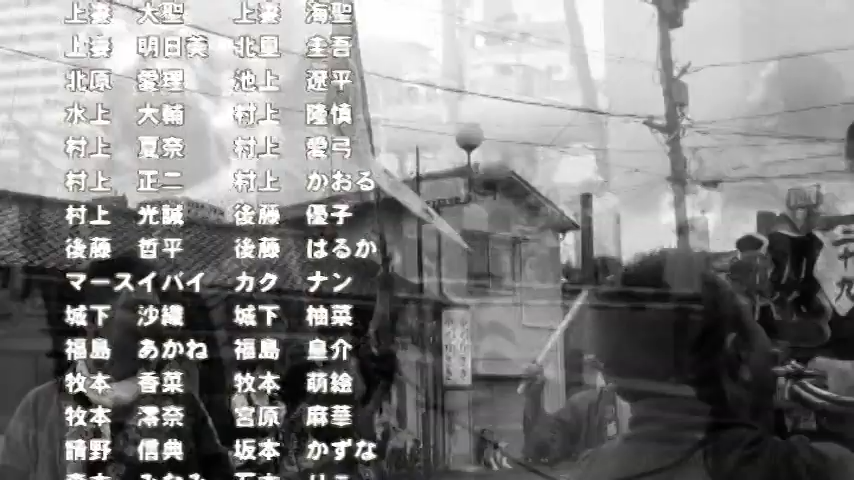 上妻 大聖 上妻 海聖
上妻 明日美 北里 圭吾
北原 愛理 池上 遼平
水上 大輔 村上 隆慎
村上 夏奈 村上 愛弓
村上 正二 村上 かおる
村上 光誠 後藤 優子
後藤 哲平 後藤 はるか
マースイバイ カク ナン
城下 沙織 城下 柚菜
福島 あかね 福島 皇介
牧本 香菜 牧本 萌絵
牧本 澪奈 宮原 麻華
請野 信典 坂本 かずな
二十九